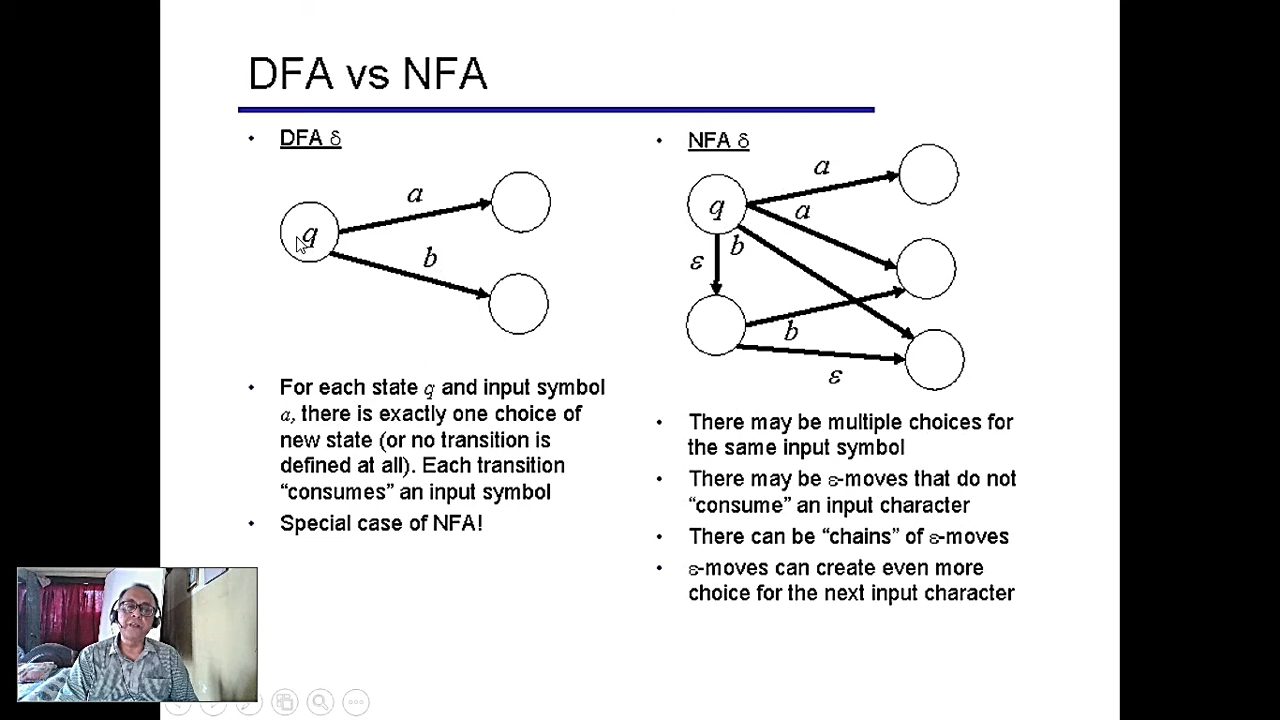 DFA vs NFA
• DFA δ
q
a
b
• For each state q and input symbol
a, there is exactly one choice of
new state (or no transition is
defined at all). Each transition
“consumes” an input symbol
• Special case of NFA!
• NFA δ
q
a
a
b
ε
b
ε
• There may be multiple choices for
the same input symbol
• There may be ε-moves that do not
“consume” an input character
• There can be “chains” of ε-moves
• ε-moves can create even more
choice for the next input character